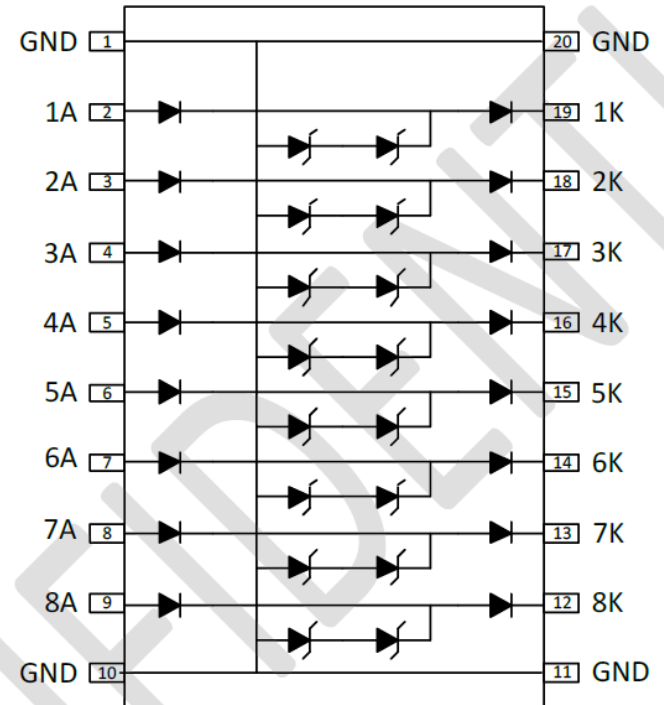 GND 1 20 GND
1A 2 19 1K
2A 3 18 2K
3A 4 17 3K
4A 5 16 4K
5A 6 15 5K
6A 7 14 6K
7A 8 13 7K
8A 9 12 8K
GND 10 11 GND